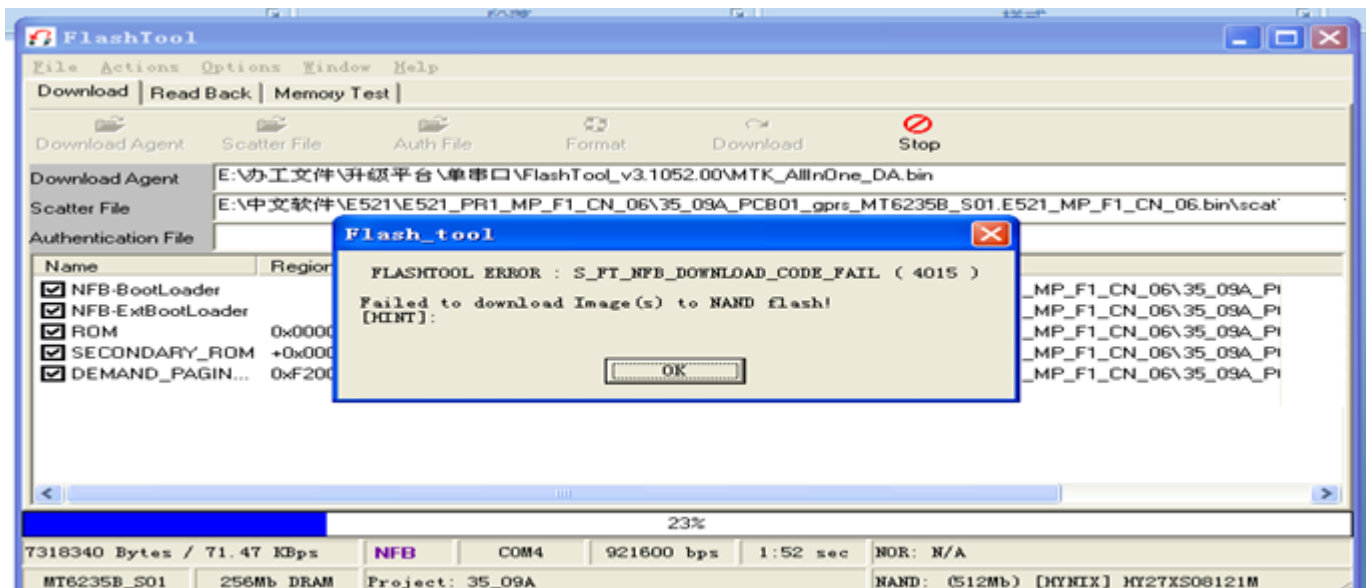 FlashTool
File Actions Options Window Help
Download Read Back Memory Test
Download Agent Scatter File Auth File Format Download Stop
Download Agent E:\办工文件\升级平台\单串口\FlashTool_v3.1052.00\MTK_AllInOne_DA.bin
Scatter File E:\中文软件\E521\E521_PR1_MP_F1_CN_06\35_09A_PCB01_gprs_MT6235B_S01.E521_MP_F1_CN_06.bin\scat
Authentication File
Flash_tool
FLASHTOOL ERROR : S_FT_NFB_DOWNLOAD_CODE_FAIL ( 4015 )
Failed to download Image(s) to NAND flash!
[HINT]:
OK
Name Region
NFB-BootLoader _MP_F1_CN_06\35_09A_P
NFB-ExtBootLoader _MP_F1_CN_06\35_09A_P
ROM 0x0000 _MP_F1_CN_06\35_09A_P
SECONDARY_ROM +0x000 _MP_F1_CN_06\35_09A_P
DEMAND_PAGIN... 0xF200 _MP_F1_CN_06\35_09A_P
23%
7318340 Bytes / 71.47 KBps NFB COM4 921600 bps 1:52 sec NOR: N/A
MT6235B_S01 256Mb DRAM Project: 35_09A NAND: (512Mb) [HYNIX] HY27XS08121M